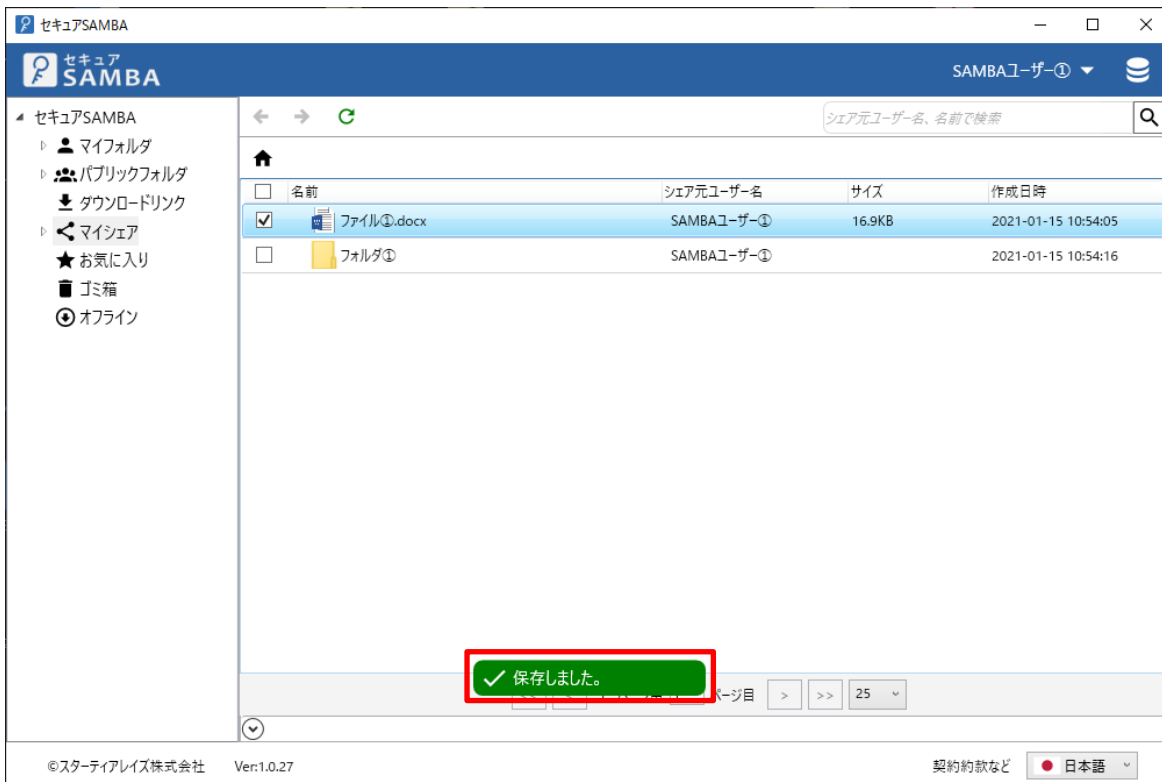 セキュアSAMBA
セキュア
SAMBA
SAMBAユーザー①
セキュアSAMBA
マイフォルダ
パブリックフォルダ
ダウンロードリンク
マイシェア
お気に入り
ゴミ箱
オフライン
シェア元ユーザー名、名前で検索
名前 シェア元ユーザー名 サイズ 作成日時
ファイル①.docx SAMBAユーザー① 16.9KB 2021-01-15 10:54:05
フォルダ① SAMBAユーザー① 2021-01-15 10:54:16
保存しました。
ページ目 > >> 25
©スターティアレイズ株式会社 Ver:1.0.27 契約約款など 日本語